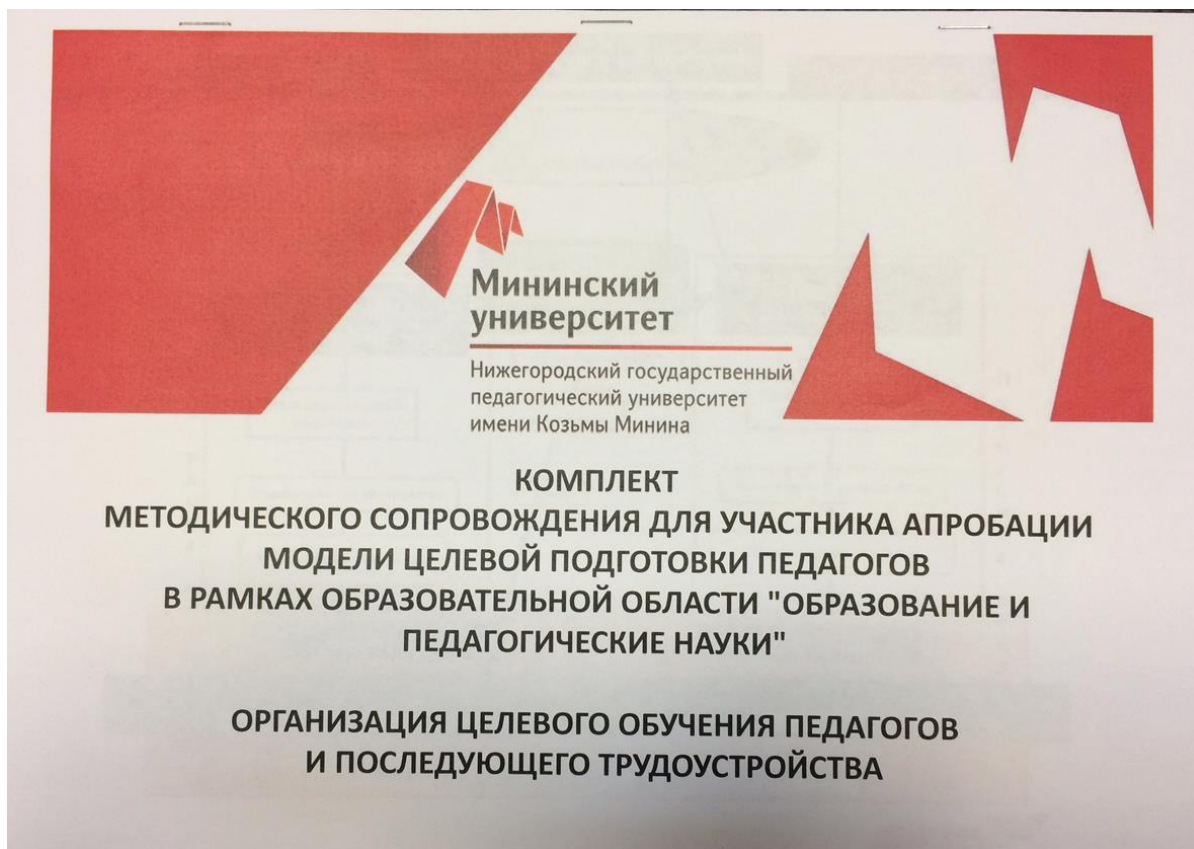 Мининский
университет
Нижегородский государственный
педагогический университет
имени Козьмы Минина
КОМПЛЕКТ
МЕТОДИЧЕСКОГО СОПРОВОЖДЕНИЯ ДЛЯ УЧАСТНИКА АПРОБАЦИИ
МОДЕЛИ ЦЕЛЕВОЙ ПОДГОТОВКИ ПЕДАГОГОВ
В РАМКАХ ОБРАЗОВАТЕЛЬНОЙ ОБЛАСТИ "ОБРАЗОВАНИЕ И
ПЕДАГОГИЧЕСКИЕ НАУКИ"
ОРГАНИЗАЦИЯ ЦЕЛЕВОГО ОБУЧЕНИЯ ПЕДАГОГОВ
И ПОСЛЕДУЮЩЕГО ТРУДОУСТРОЙСТВА